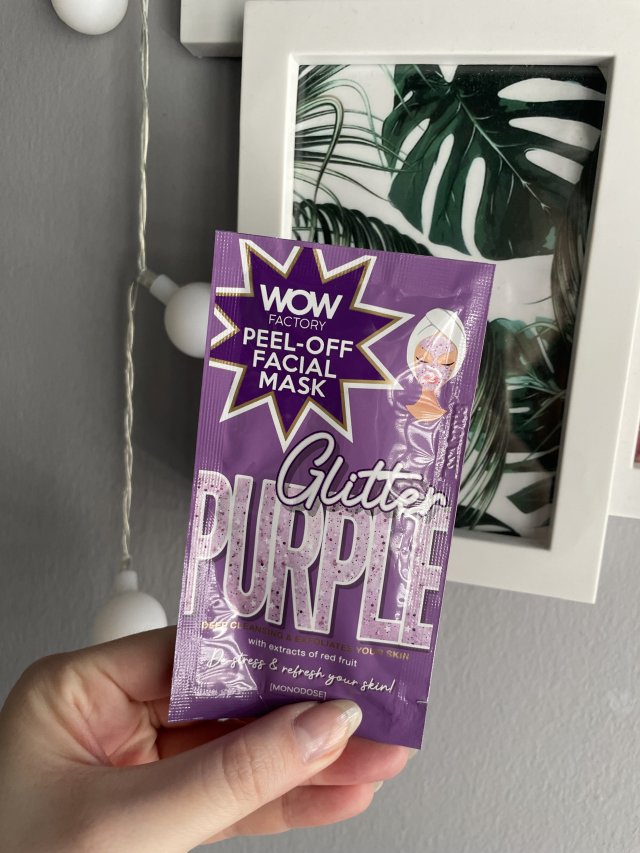 WOW
FACTORY
PEEL-OFF
FACIAL
MASK
Glitter
PURPLE
DEEP CLEANSING & EXFOLIATES YOUR SKIN
with extracts of red fruit
De-stress & refresh your skin!
[MONODOSE]